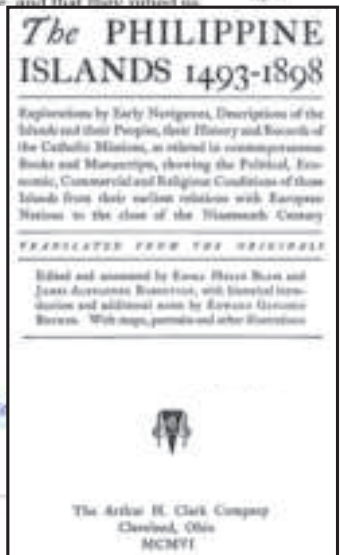 and that they joined us.
The PHILIPPINE
ISLANDS 1493-1898
Explorations by Early Navigators, Descriptions of the
Islands and their Peoples, their History and Records of
the Catholic Missions, as related in contemporaneous
Books and Manuscripts, showing the Political, Eco-
nomic, Commercial and Religious Conditions of those
Islands from their earliest relations with European
Nations to the close of the Nineteenth Century
TRANSLATED FROM THE ORIGINALS
Edited and annotated by EMMA HELEN BLAIR and
JAMES ALEXANDER ROBERTSON, with historical intro-
duction and additional notes by EDWARD GAYLORD
BOURNE. With maps, portraits and other illustrations
The Arthur H. Clark Company
Cleveland, Ohio
MCMVI